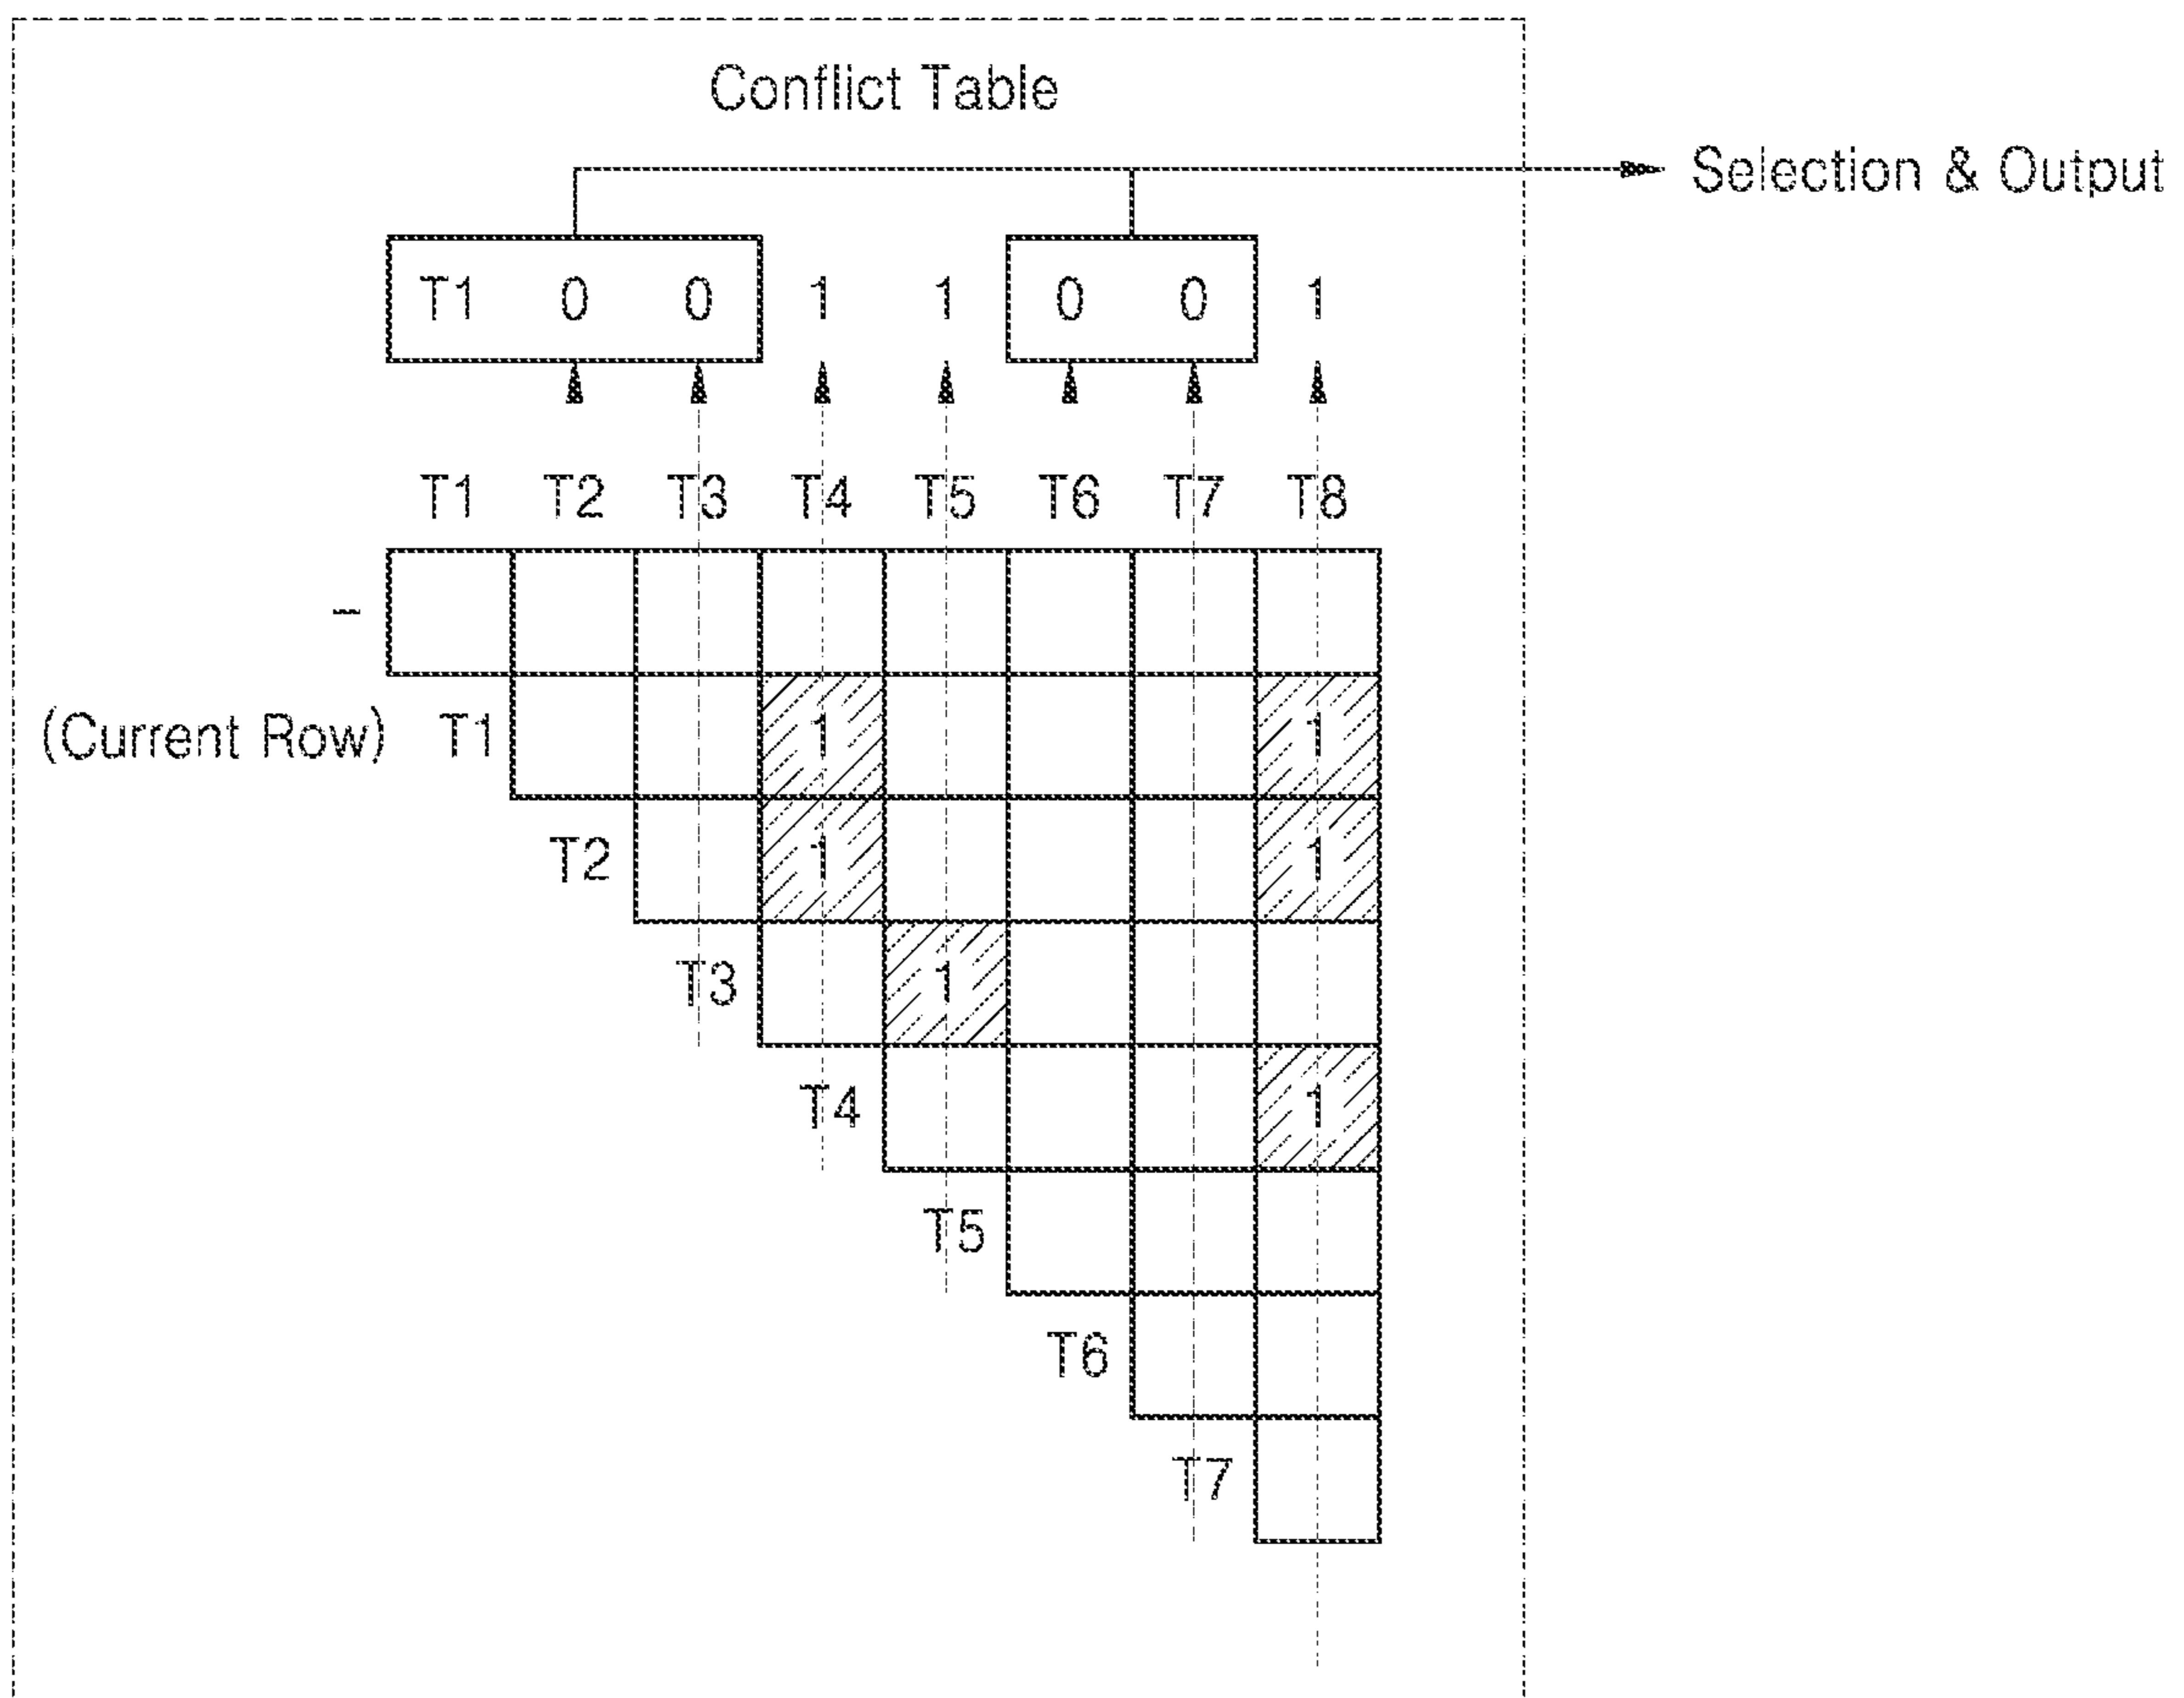 Conflict Table
Selection & Output
T1 0 0 1 1 0 0 1
T1 T2 T3 T4 T5 T6 T7 T8
–
(Current Row) T1 1 1
T2 1 1
T3 1
T4 1
T5
T6
T7